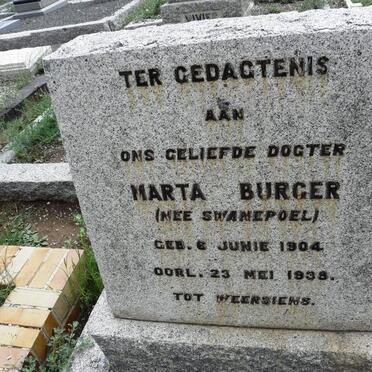 VIVIE
TER GEDAGTENIS
AAN
ONS GELIEFDE DOGTER
MARTA BURGER
(NEE SWANEPOEL)
GEB. 6 JUNIE 1904
OORL. 23 MEI 1938.
TOT WEERSIENS.